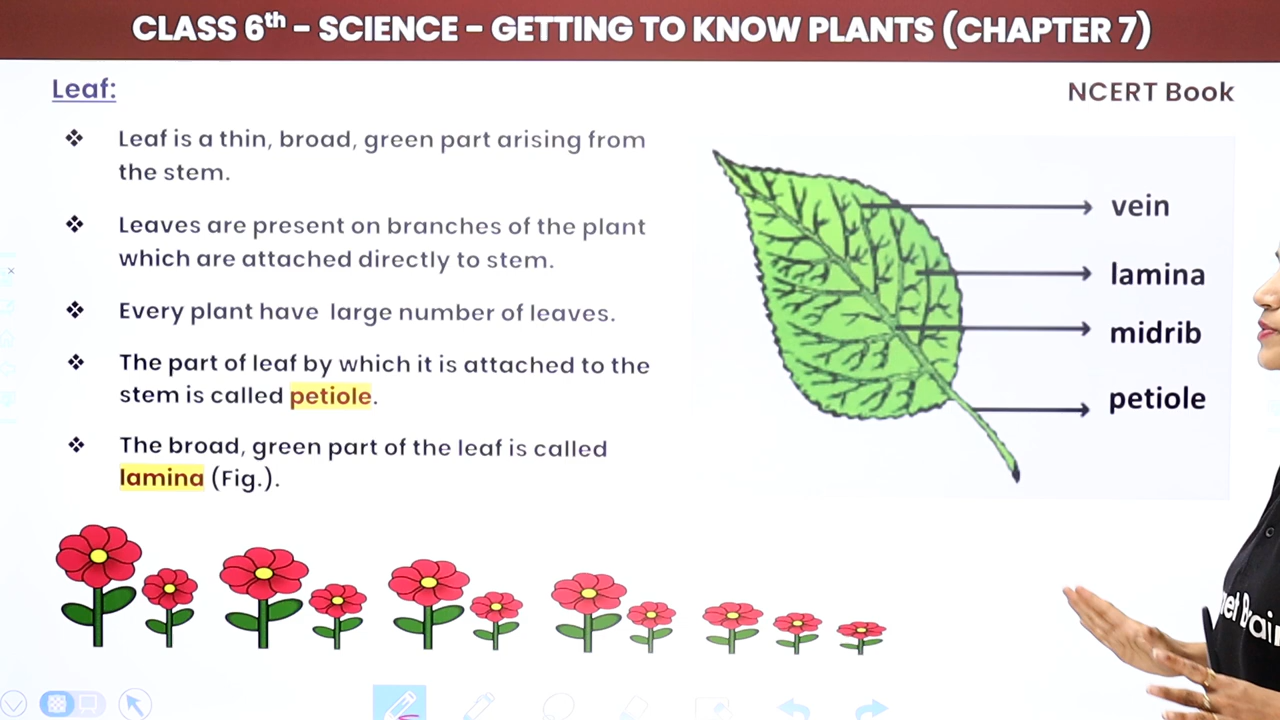 CLASS 6th - SCIENCE - GETTING TO KNOW PLANTS (CHAPTER 7)
Leaf:
NCERT Book
❖ Leaf is a thin, broad, green part arising from
the stem.
❖ Leaves are present on branches of the plant
which are attached directly to stem.
❖ Every plant have large number of leaves.
❖ The part of leaf by which it is attached to the
stem is called petiole.
❖ The broad, green part of the leaf is called
lamina (Fig.).
vein
lamina
midrib
petiole